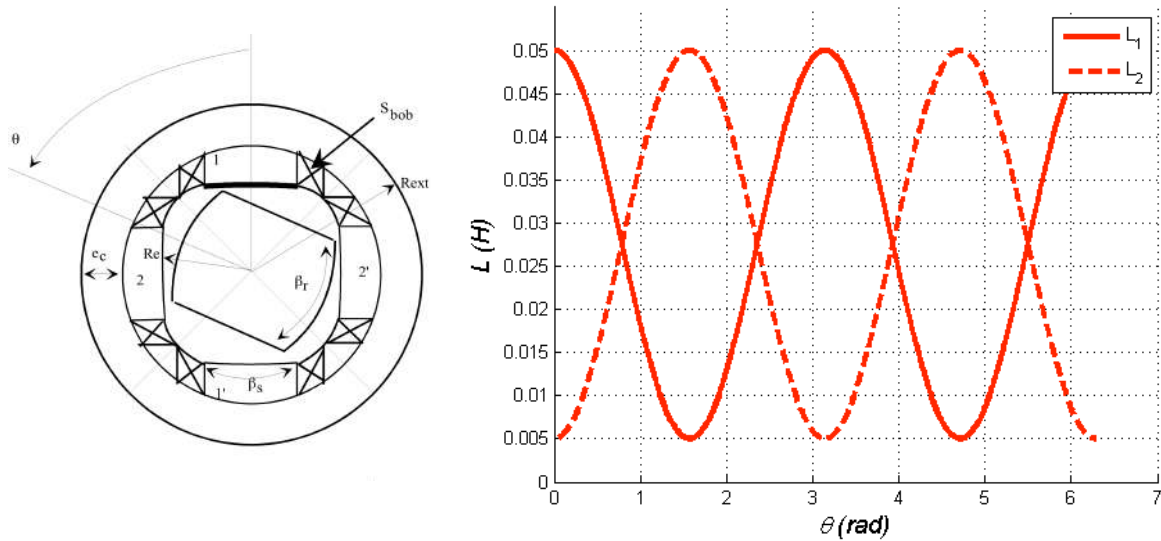 θ
1
S_bob
Rext
e_c
Re
2
2'
β_r
β_s
1'
L_1
L_2
0.05
0.045
0.04
0.035
0.03
0.025
0.02
0.015
0.01
0.005
0
0 1 2 3 4 5 6 7
L (H)
θ (rad)